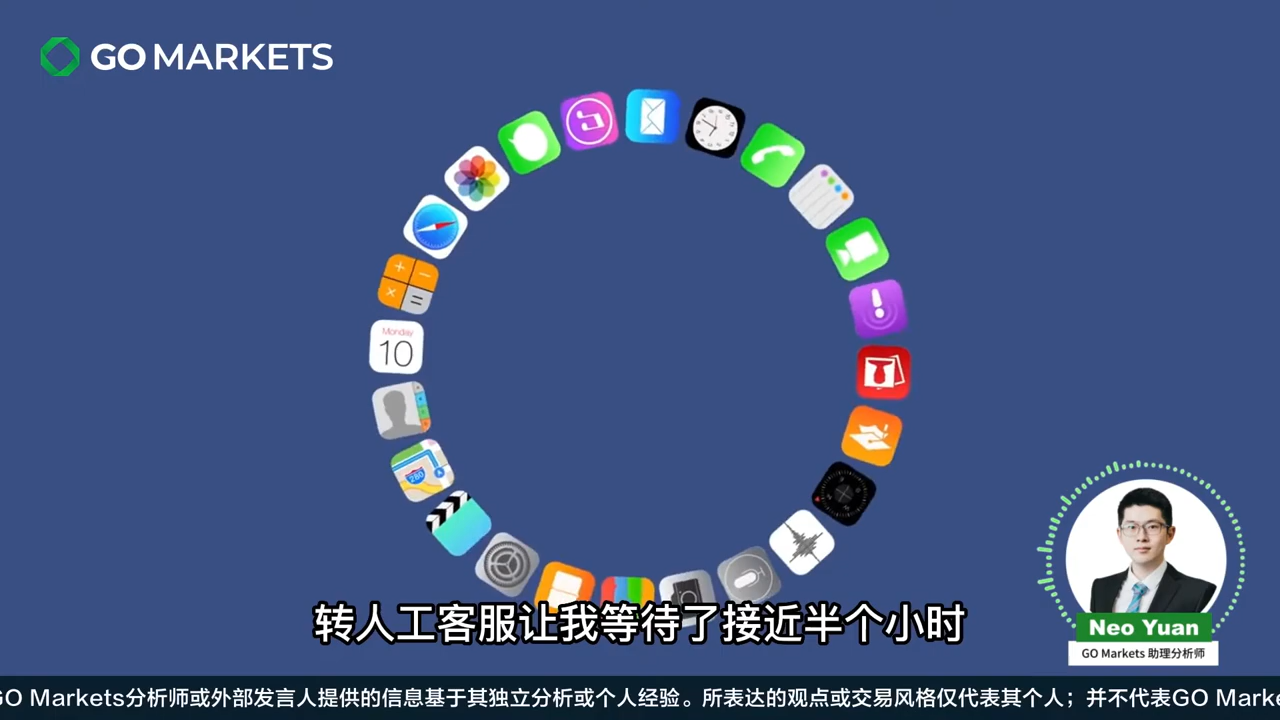 GO MARKETS
Monday
10
280
转人工客服让我等待了接近半个小时
Neo Yuan
GO Markets 助理分析师
GO Markets分析师或外部发言人提供的信息基于其独立分析或个人经验。所表达的观点或交易风格仅代表其个人；并不代表GO Marke